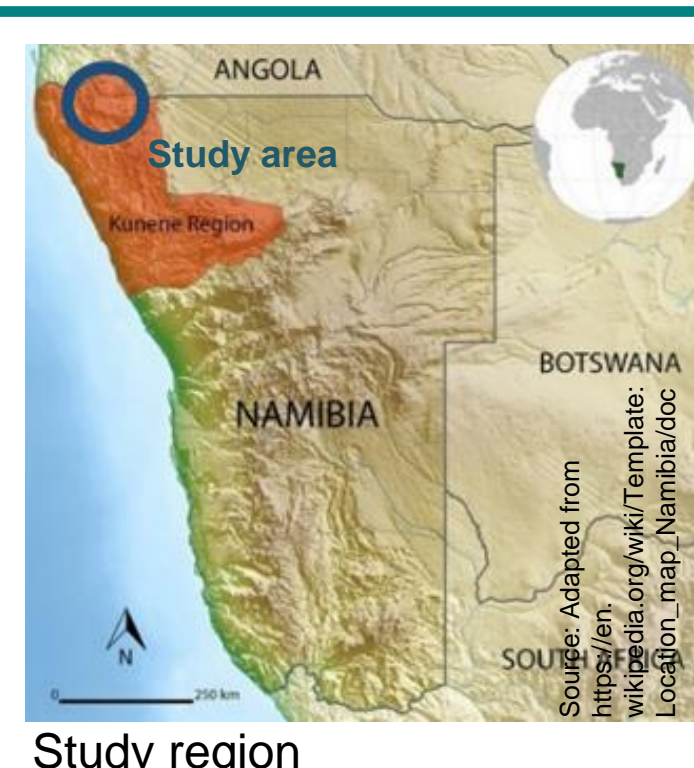 ANGOLA
Study area
Kunene Region
BOTSWANA
NAMIBIA
N
0
250 km
SOUTH AFRICA
Source: Adapted from
https://en.
wikipedia.org/wiki/Template:
Location_map_Namibia/doc
Study region